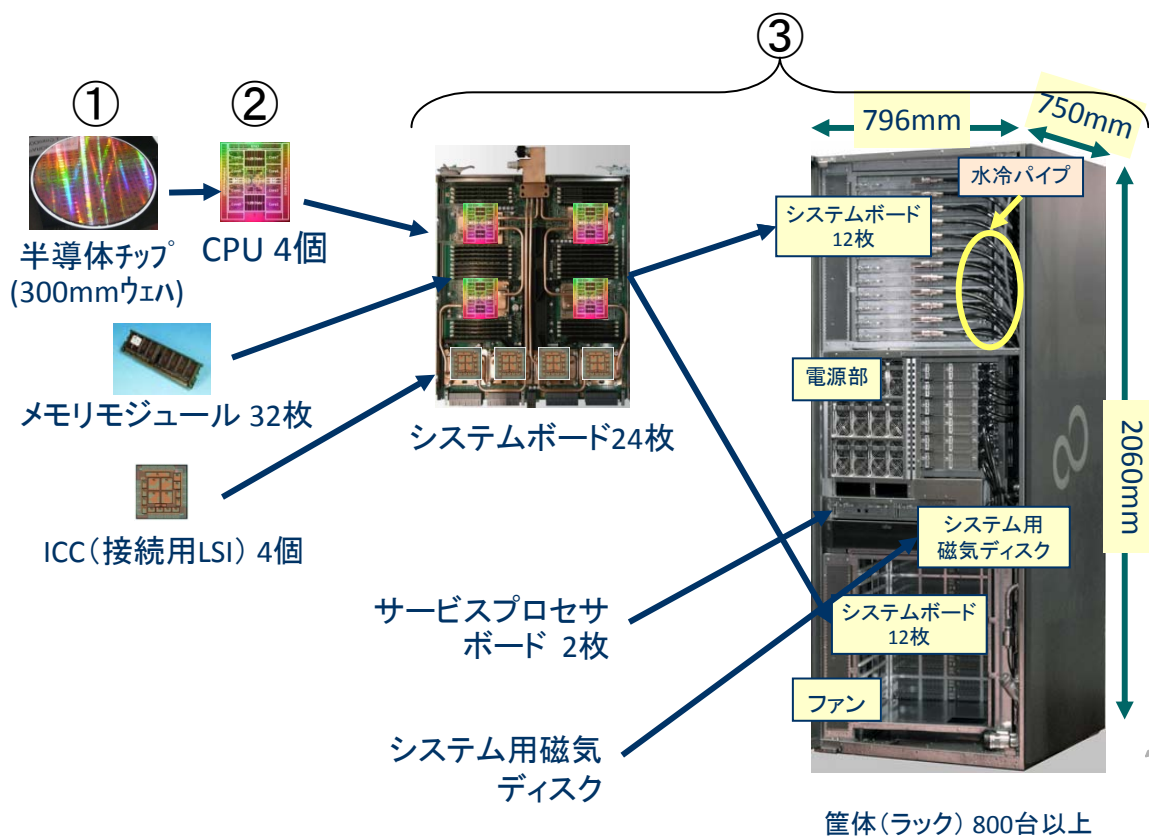 ③
①
②
796mm
750mm
水冷パイプ
システムボード
12枚
半導体チップ
(300mmウェハ)
CPU 4個
メモリモジュール 32枚
電源部
システムボード24枚
2060mm
ICC(接続用LSI) 4個
システム用
磁気ディスク
サービスプロセサ
ボード 2枚
システムボード
12枚
ファン
システム用磁気
ディスク
筐体(ラック) 800台以上